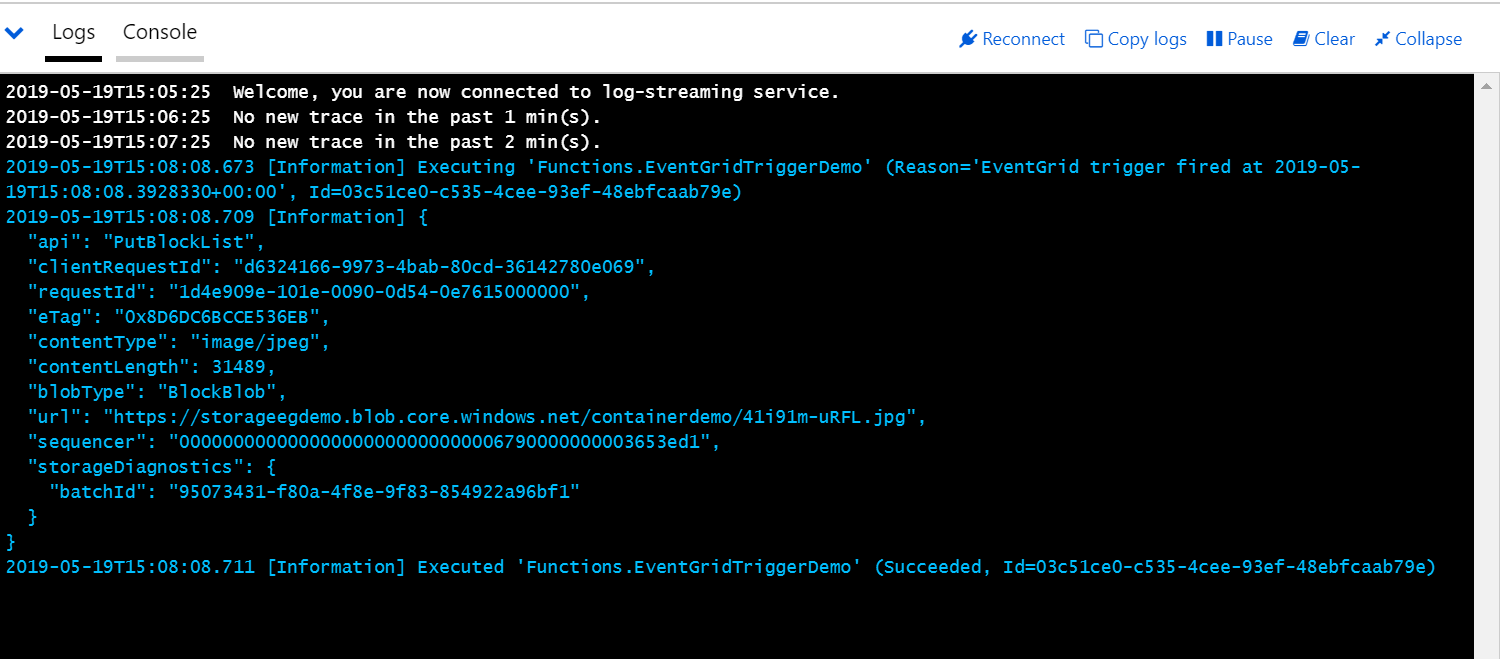 Logs Console Reconnect Copy logs Pause Clear Collapse
2019-05-19T15:05:25  Welcome, you are now connected to log-streaming service.
2019-05-19T15:06:25  No new trace in the past 1 min(s).
2019-05-19T15:07:25  No new trace in the past 2 min(s).
2019-05-19T15:08:08.673 [Information] Executing 'Functions.EventGridTriggerDemo' (Reason='EventGrid trigger fired at 2019-05-
19T15:08:08.3928330+00:00', Id=03c51ce0-c535-4cee-93ef-48ebfcaab79e)
2019-05-19T15:08:08.709 [Information] {
  "api": "PutBlockList",
  "clientRequestId": "d6324166-9973-4bab-80cd-36142780e069",
  "requestId": "1d4e909e-101e-0090-0d54-0e7615000000",
  "eTag": "0x8D6DC6BCCE536EB",
  "contentType": "image/jpeg",
  "contentLength": 31489,
  "blobType": "BlockBlob",
  "url": "https://storageegdemo.blob.core.windows.net/containerdemo/41i91m-uRFL.jpg",
  "sequencer": "00000000000000000000000000006790000000003653ed1",
  "storageDiagnostics": {
    "batchId": "95073431-f80a-4f8e-9f83-854922a96bf1"
  }
}
2019-05-19T15:08:08.711 [Information] Executed 'Functions.EventGridTriggerDemo' (Succeeded, Id=03c51ce0-c535-4cee-93ef-48ebfcaab79e)